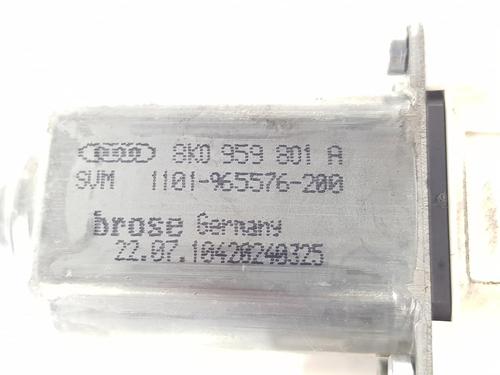 8K0 959 801 A
SVM 1101-965576-200
brose Germany
22.07.10420240325